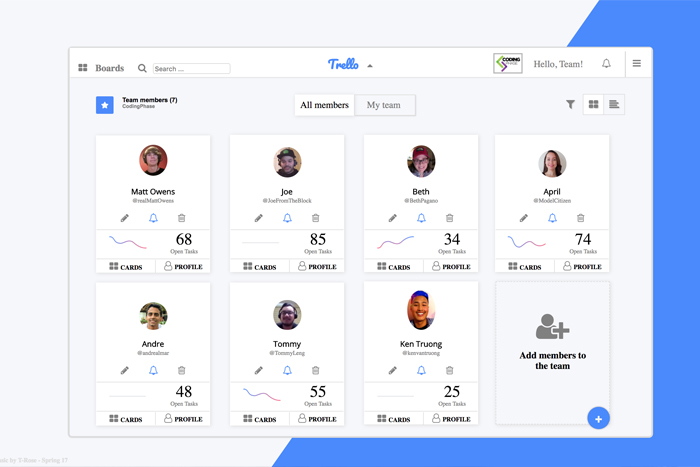 Boards
Search ...
Trello
CODING
PHASE
Hello, Team!
Team members (7)
CodingPhase
All members
My team
Matt Owens
@realMattOwens
68
Open Tasks
CARDS
PROFILE
Joe
@JoeFromTheBlock
85
Open Tasks
CARDS
PROFILE
Beth
@BethPagano
34
Open Tasks
CARDS
PROFILE
April
@ModelCitizen
74
Open Tasks
CARDS
PROFILE
Andre
@andrealmar
48
Open Tasks
CARDS
PROFILE
Tommy
@TommyLeng
55
Open Tasks
CARDS
PROFILE
Ken Truong
@kenvantruong
25
Open Tasks
CARDS
PROFILE
Add members to
the team
by T-Rose - Spring 17